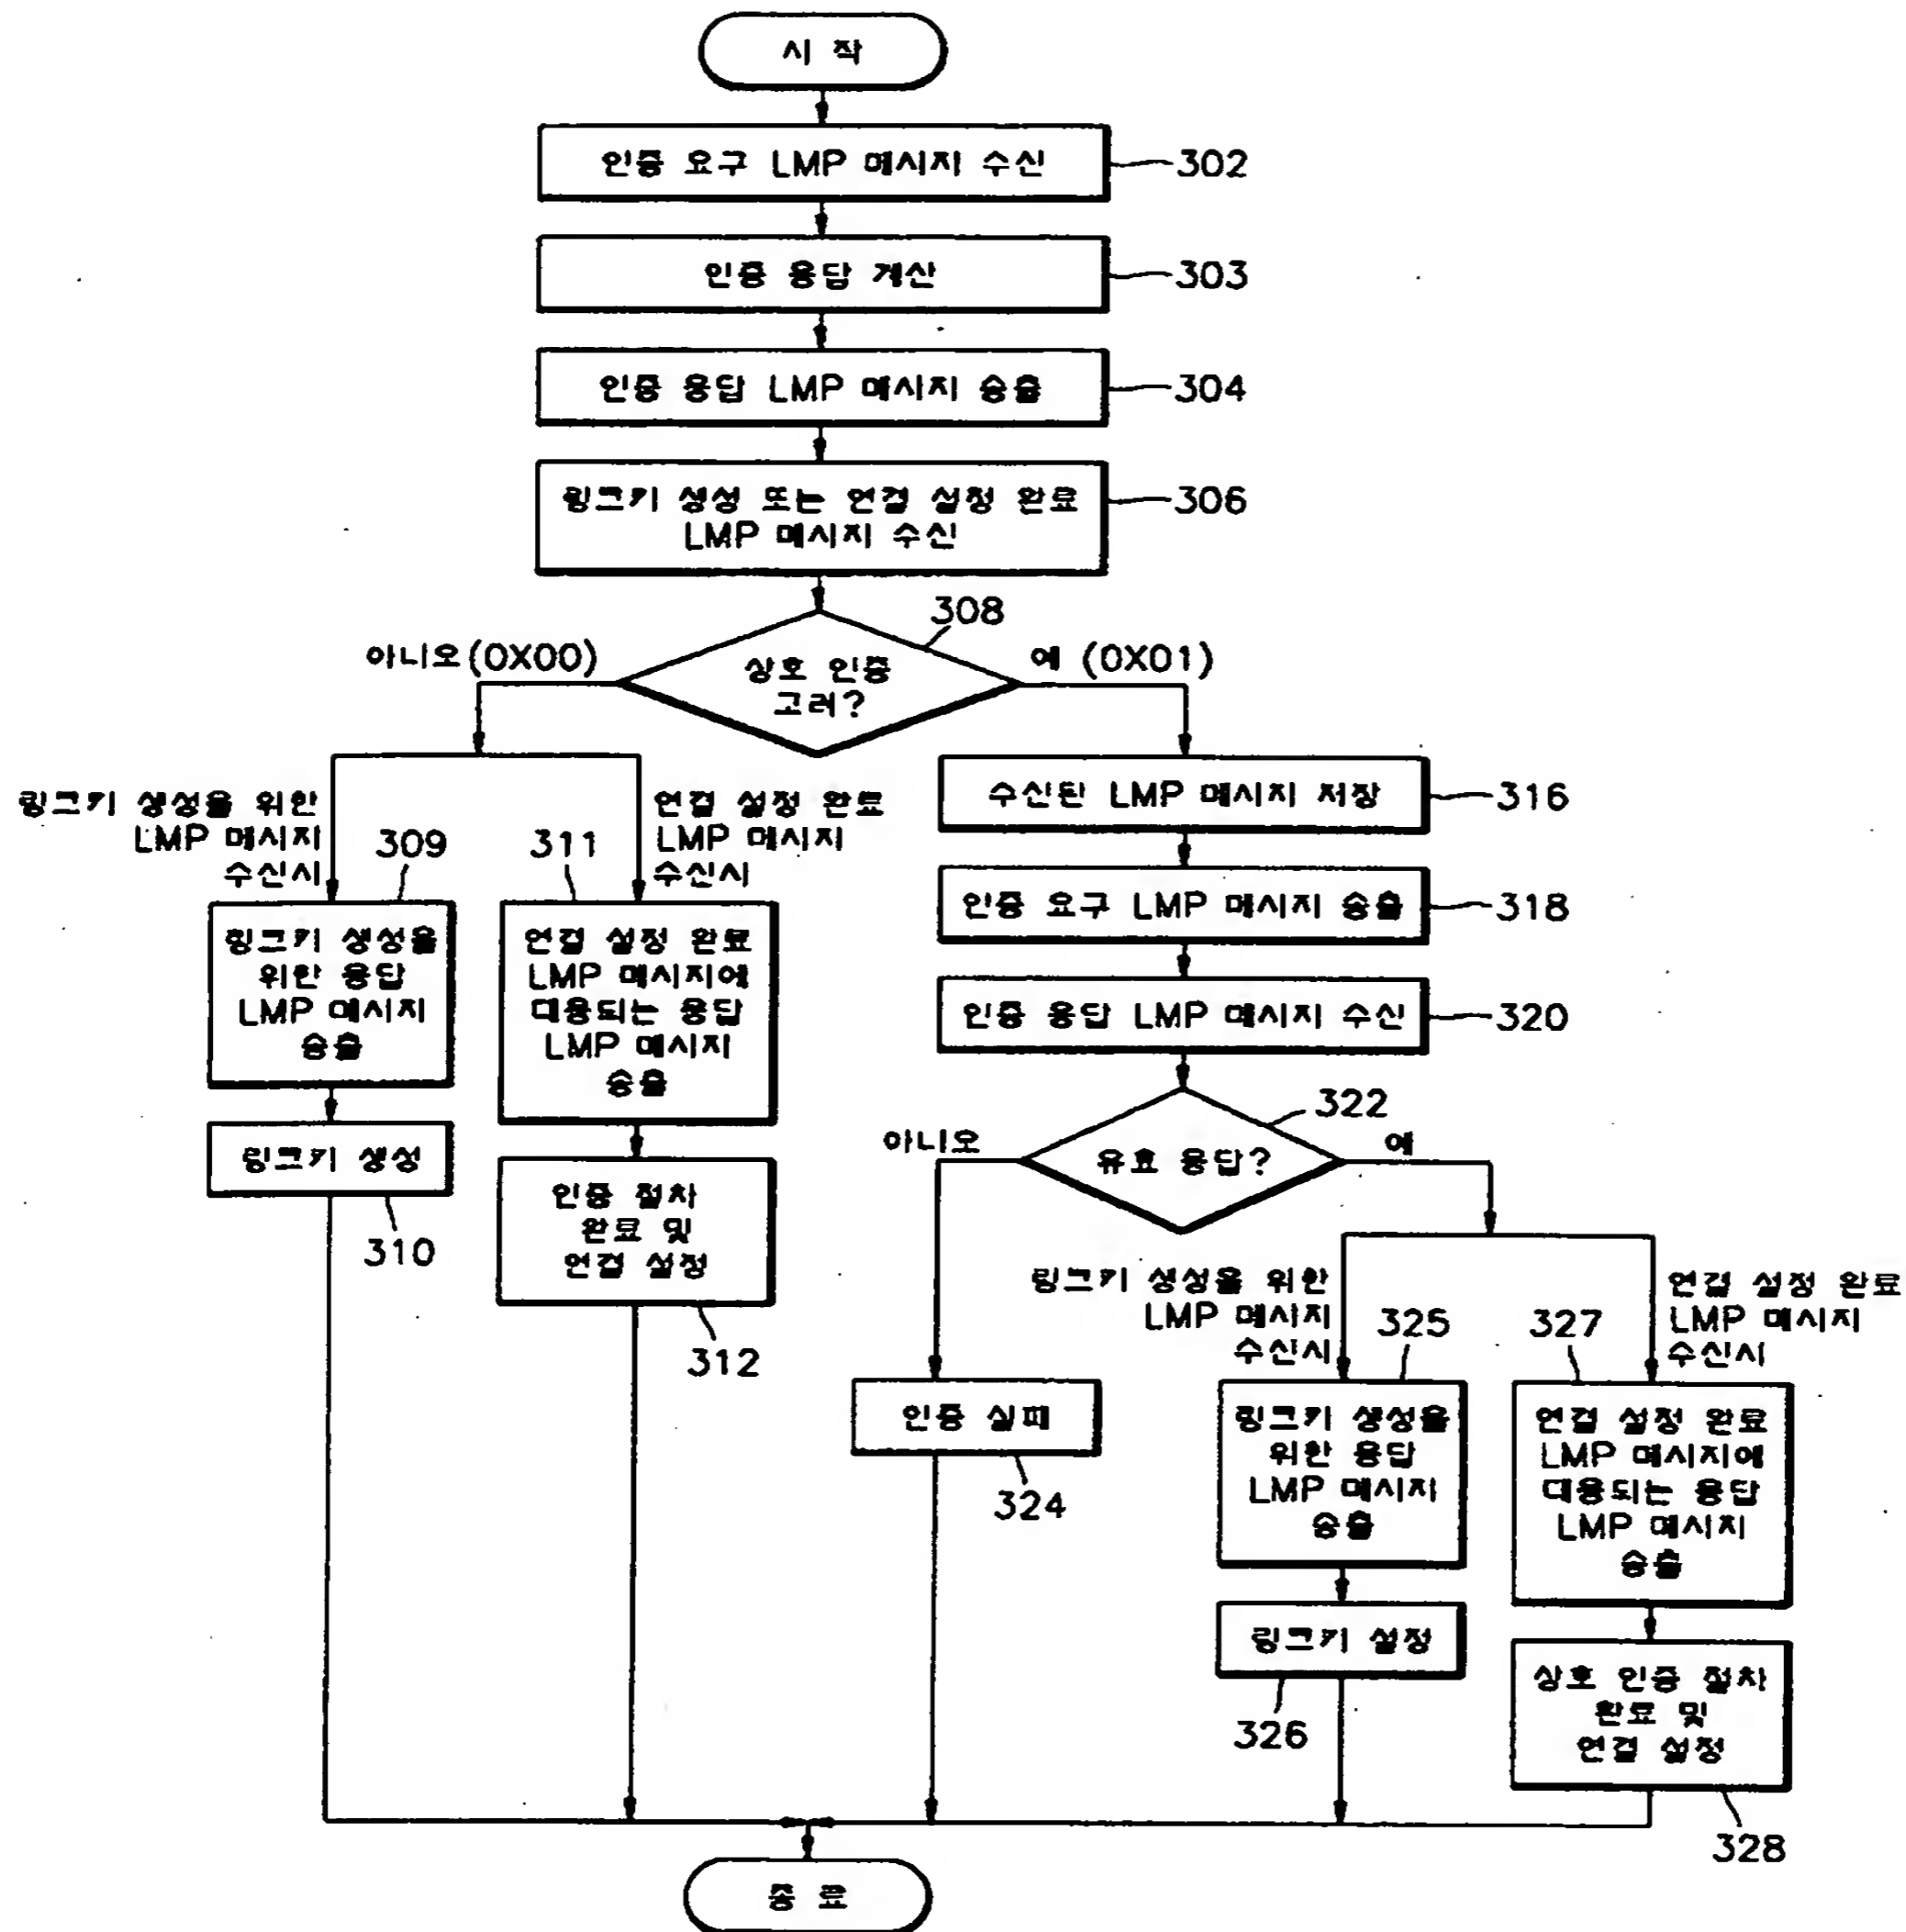 시 작
인증 요구 LMP 메시지 수신
302
인증 응답 계산
303
인증 응답 LMP 메시지 송출
304
링크키 생성 또는 연결 설정 완료
LMP 메시지 수신
306
308
아니오(0X00)
상호 인증
고려?
예 (0X01)
링크키 생성을 위한
LMP 메시지
수신시
309
311
연결 설정 완료
LMP 메시지
수신시
링크키 생성을
위한 응답
LMP 메시지
송출
연결 설정 완료
LMP 메시지에
대응되는 응답
LMP 메시지
송출
링크키 생성
310
인증 절차
완료 및
연결 설정
312
수신된 LMP 메시지 저장
316
인증 요구 LMP 메시지 송출
318
인증 응답 LMP 메시지 수신
320
322
아니오
유효 응답?
예
링크키 생성을 위한
LMP 메시지
수신시
325
327
연결 설정 완료
LMP 메시지
수신시
인증 실패
324
링크키 생성을
위한 응답
LMP 메시지
송출
연결 설정 완료
LMP 메시지에
대응되는 응답
LMP 메시지
송출
링크키 설정
326
상호 인증 절차
완료 및
연결 설정
328
종 료